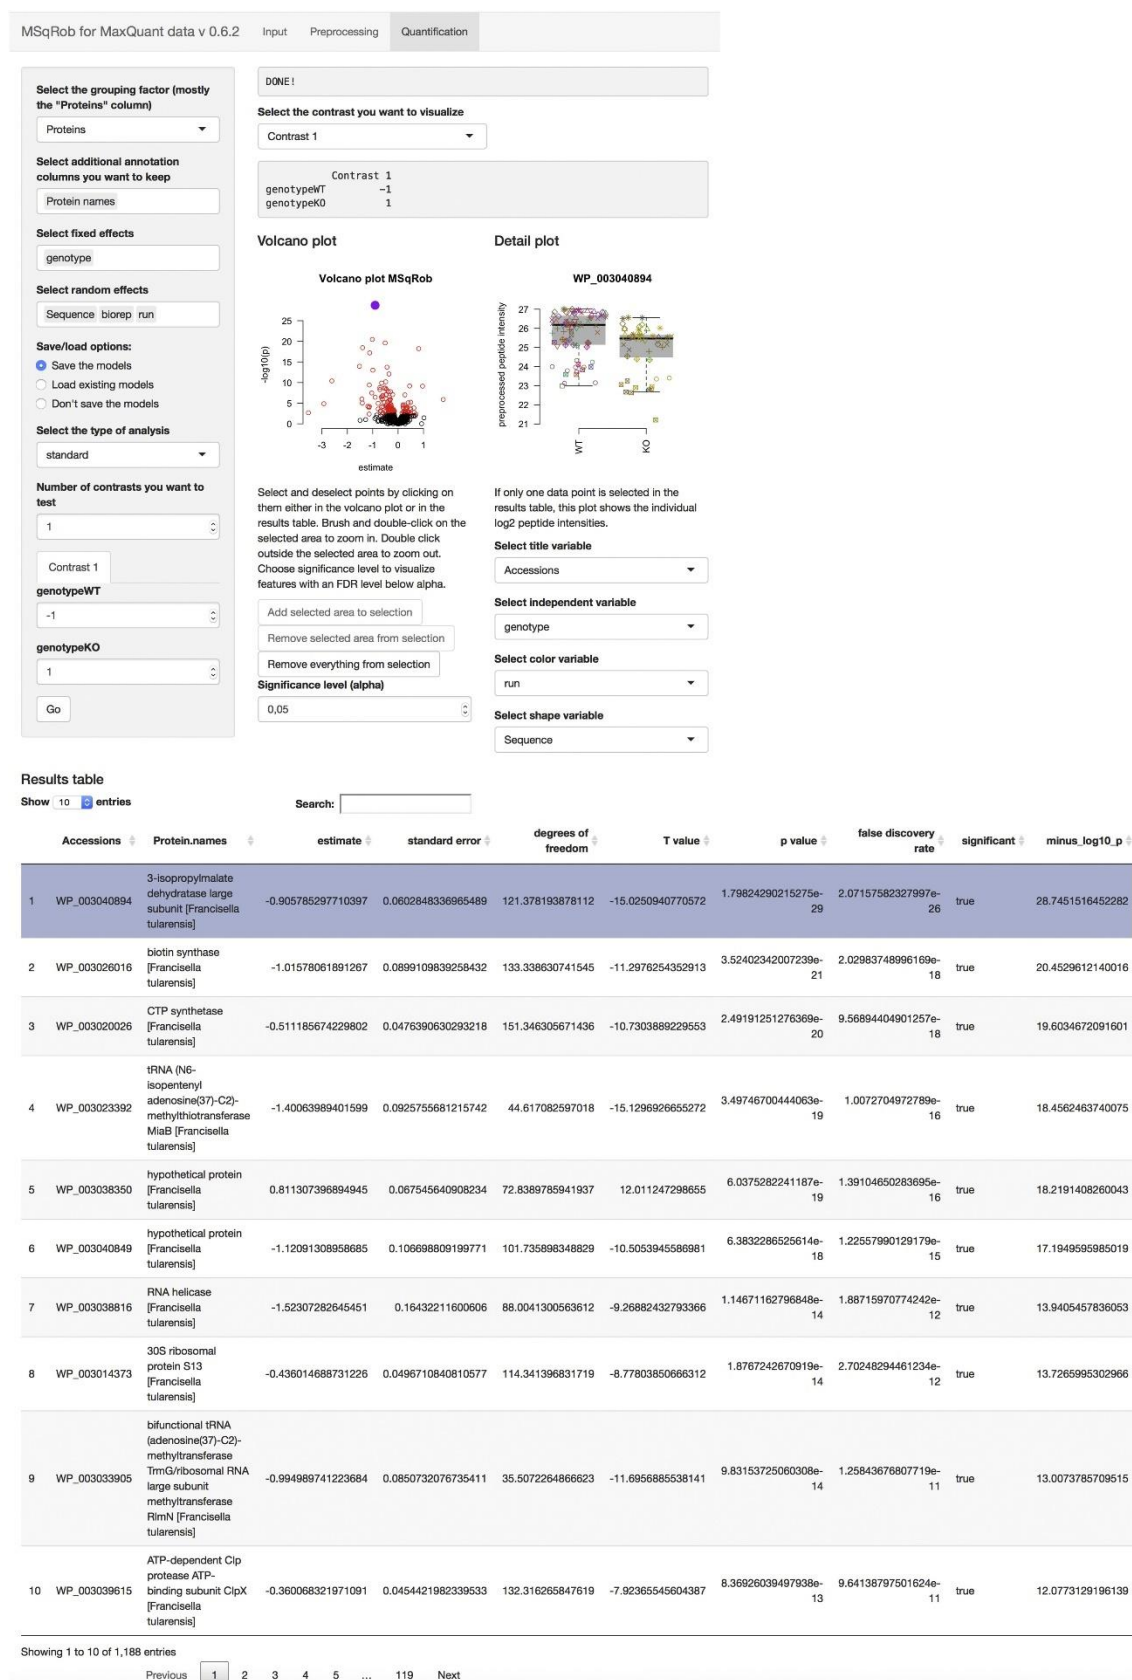 MSqRob for MaxQuant data v 0.6.2 Input Preprocessing Quantification
Select the grouping factor (mostly
the "Proteins" column)
Proteins
Select additional annotation
columns you want to keep
Protein names
Select fixed effects
genotype
Select random effects
Sequence biorep run
Save/load options:
Save the models
Load existing models
Don't save the models
Select the type of analysis
standard
Number of contrasts you want to
test
1
Contrast 1
genotypeWT
-1
genotypeKO
1
Go
DONE!
Select the contrast you want to visualize
Contrast 1
Contrast 1
genotypeWT -1
genotypeKO 1
Volcano plot
Volcano plot MSqRob
-log10(p)
25
20
15
10
5
0
-3 -2 -1 0 1
estimate
Select and deselect points by clicking on
them either in the volcano plot or in the
results table. Brush and double-click on the
selected area to zoom in. Double click
outside the selected area to zoom out.
Choose significance level to visualize
features with an FDR level below alpha.
Add selected area to selection
Remove selected area from selection
Remove everything from selection
Significance level (alpha)
0,05
Detail plot
WP_003040894
preprocessed peptide intensity
27
26
25
24
23
22
21
WT KO
If only one data point is selected in the
results table, this plot shows the individual
log2 peptide intensities.
Select title variable
Accessions
Select independent variable
genotype
Select color variable
run
Select shape variable
Sequence
Results table
Show 10 entries Search:
Accessions Protein.names estimate standard error degrees of freedom T value p value false discovery rate significant minus_log10_p
1 WP_003040894 3-isopropylmalate dehydratase large subunit [Francisella tularensis] -0.905785297710397 0.0602848336965489 121.378193878112 -15.0250940770572 1.79824290215275e-29 2.07157582327997e-26 true 28.7451516452282
2 WP_003026016 biotin synthase [Francisella tularensis] -1.01578061891267 0.0899109839258432 133.338630741545 -11.2976254352913 3.52402342007239e-21 2.02983748996169e-18 true 20.4529612140016
3 WP_003020026 CTP synthetase [Francisella tularensis] -0.511185674229802 0.0476390630293218 151.346305671436 -10.7303889229553 2.49191251276369e-20 9.56894404901257e-18 true 19.6034672091601
4 WP_003023392 tRNA (N6-isopentenyl adenosine(37)-C2)-methylthiotransferase MiaB [Francisella tularensis] -1.40063989401599 0.0925755681215742 44.617082597018 -15.1296926655272 3.49746700444063e-19 1.0072704972789e-16 true 18.4562463740075
5 WP_003038350 hypothetical protein [Francisella tularensis] 0.811307396894945 0.067545640908234 72.8389785941937 12.011247298655 6.0375282241187e-19 1.39104650283695e-16 true 18.2191408260043
6 WP_003040849 hypothetical protein [Francisella tularensis] -1.12091308958685 0.106698809199771 101.735898348829 -10.5053945586981 6.3832286525614e-18 1.22557990129179e-15 true 17.1949595985019
7 WP_003038816 RNA helicase [Francisella tularensis] -1.52307282645451 0.16432211600606 88.0041300563612 -9.26882432793366 1.14671162796848e-14 1.88715970774242e-12 true 13.9405457836053
8 WP_003014373 30S ribosomal protein S13 [Francisella tularensis] -0.436014688731226 0.0496710840810577 114.341396831719 -8.77803850666312 1.8767242670919e-14 2.70248294461234e-12 true 13.7265995302966
9 WP_003033905 bifunctional tRNA (adenosine(37)-C2)-methyltransferase TrmG/ribosomal RNA large subunit methyltransferase RlmN [Francisella tularensis] -0.994989741223684 0.0850732076735411 35.5072264866623 -11.6956885538141 9.83153725060308e-14 1.25843676807719e-11 true 13.0073785709515
10 WP_003039615 ATP-dependent Clp protease ATP-binding subunit ClpX [Francisella tularensis] -0.360068321971091 0.0454421982339533 132.316265847619 -7.92365545604387 8.36926039497938e-13 9.64138797501624e-11 true 12.0773129196139
Showing 1 to 10 of 1,188 entries
Previous 1 2 3 4 5 ... 119 Next